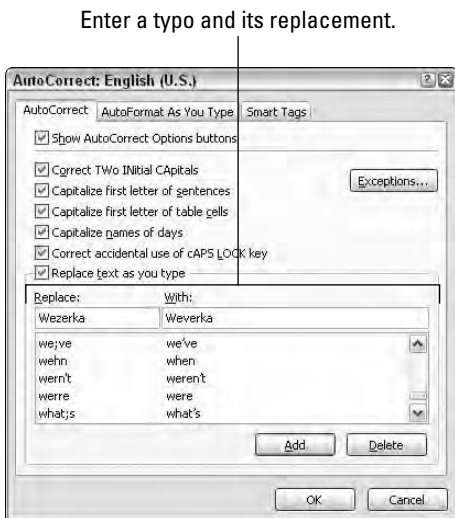 Enter a typo and its replacement.
AutoCorrect: English (U.S.)
AutoCorrect AutoFormat As You Type Smart Tags
Show AutoCorrect Options buttons
Correct TWo INitial CApitals
Exceptions...
Capitalize first letter of sentences
Capitalize first letter of table cells
Capitalize names of days
Correct accidental use of cAPS LOCK key
Replace text as you type
Replace: With:
Wezerka Weverka
we;ve we've
wehn when
wern't weren't
werre were
what;s what's
Add Delete
OK Cancel